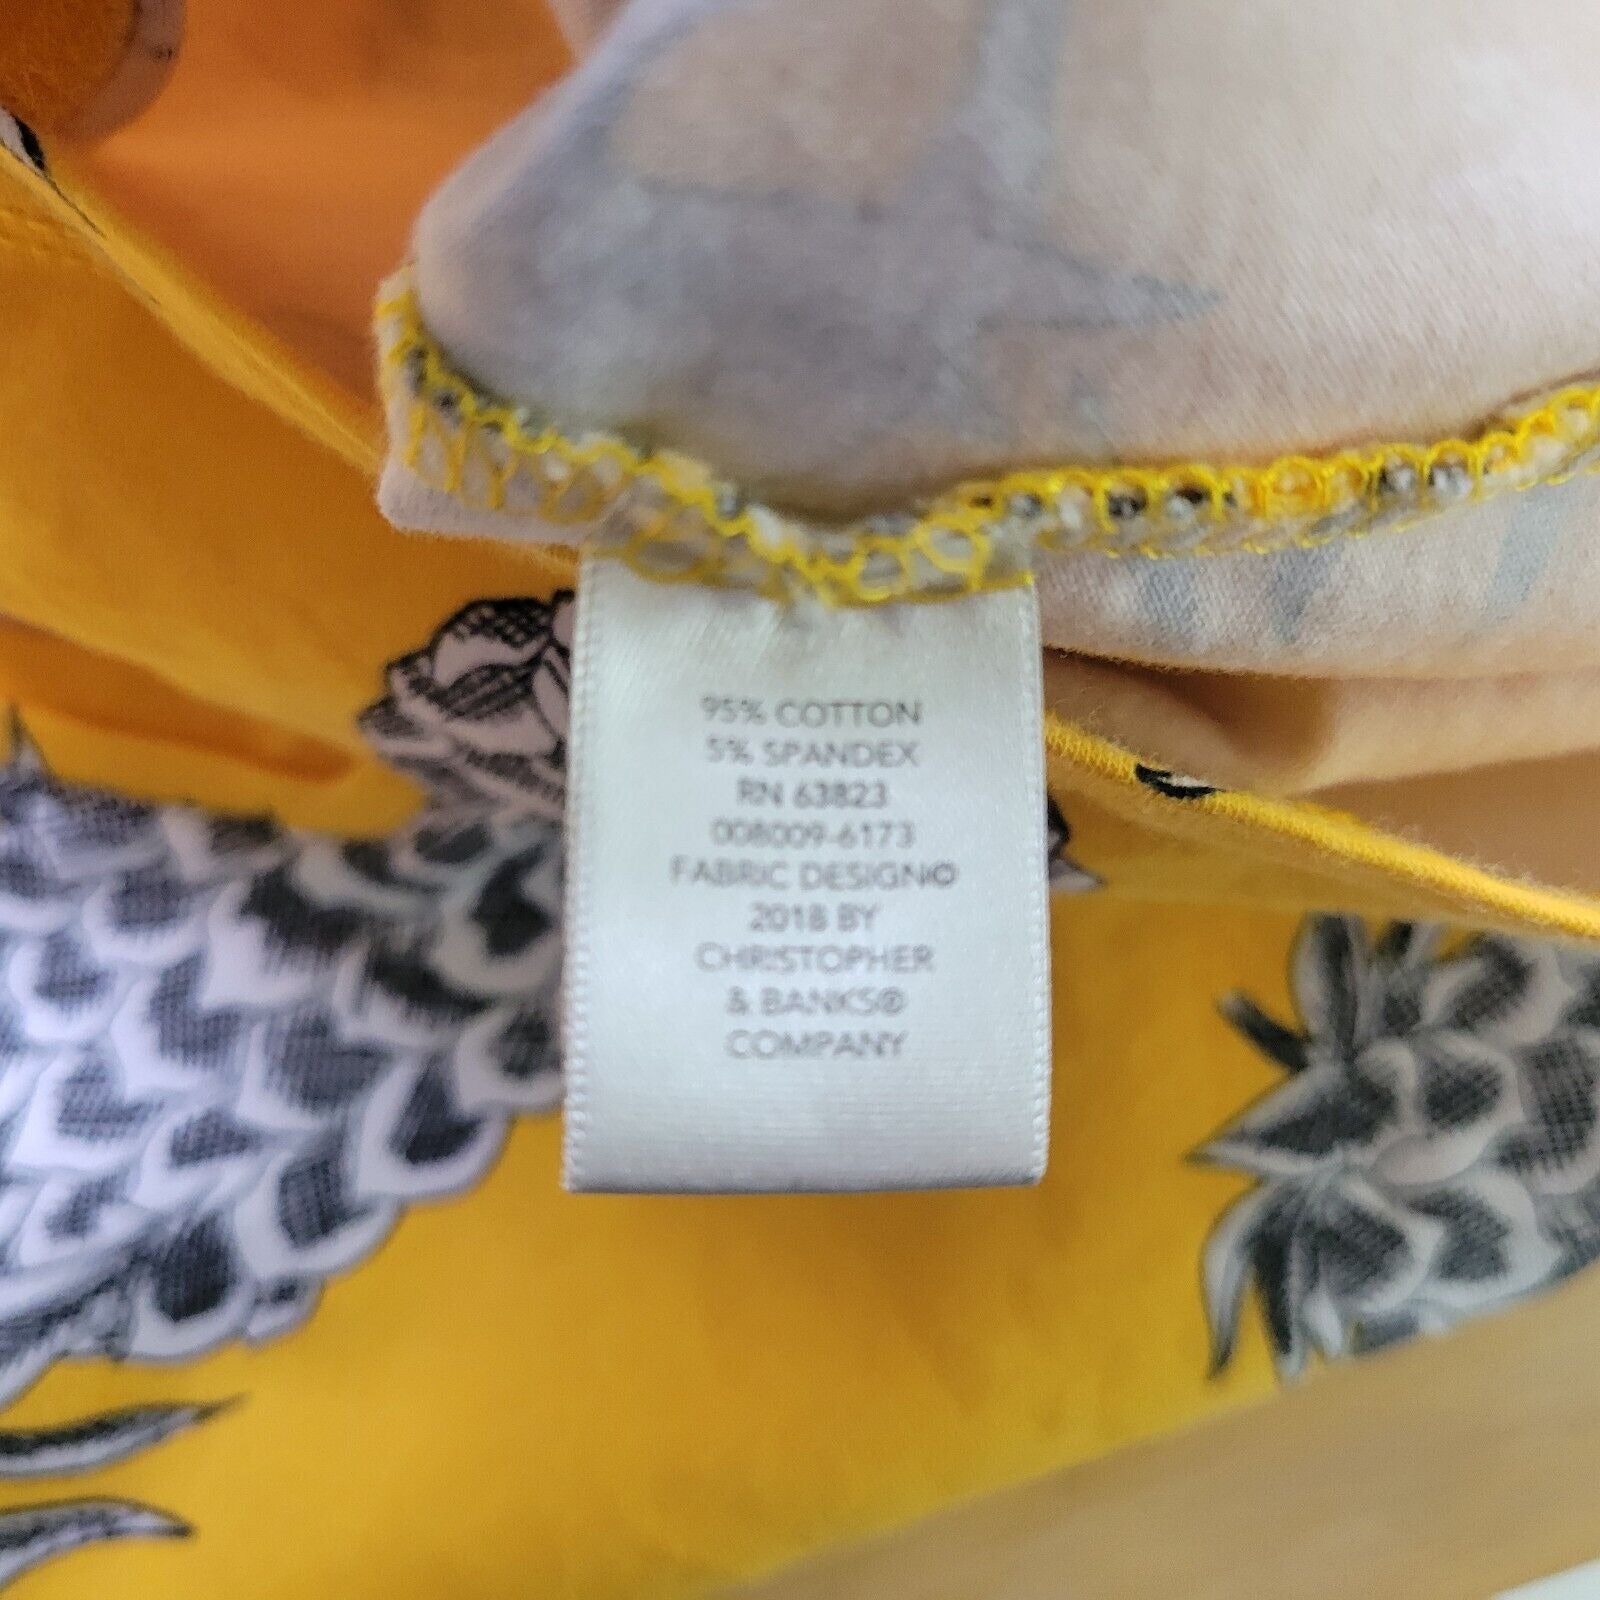 95% COTTON
5% SPANDEX
RN 63823
008009-6173
FABRIC DESIGN©
2018 BY
CHRISTOPHER
& BANKS®
COMPANY